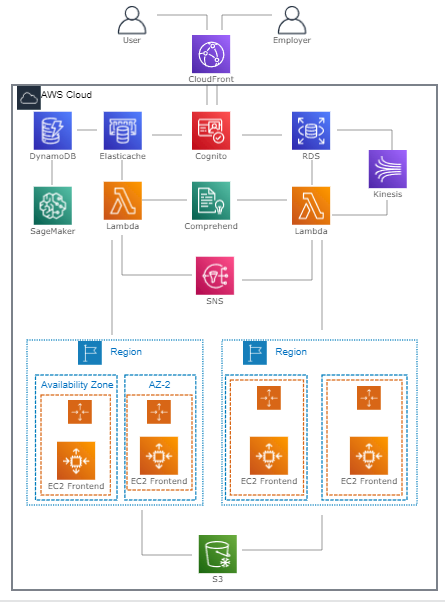 User
Employer
CloudFront
AWS Cloud
DynamoDB
Elasticache
Cognito
RDS
Kinesis
SageMaker
Lambda
Comprehend
Lambda
SNS
Region
Region
Availability Zone
AZ-2
EC2 Frontend
EC2 Frontend
EC2 Frontend
EC2 Frontend
S3